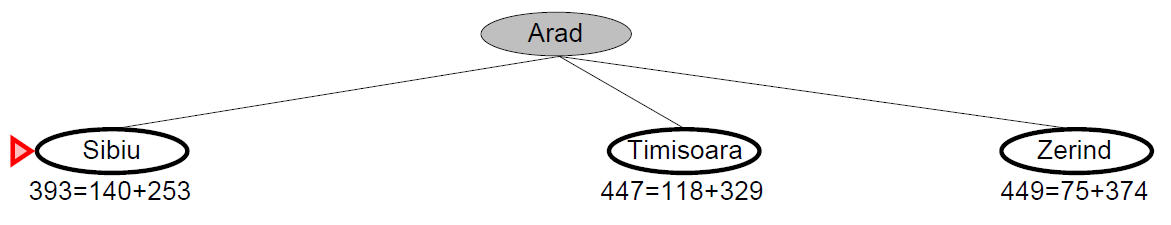 Arad
Sibiu Timisoara Zerind
393=140+253 447=118+329 449=75+374